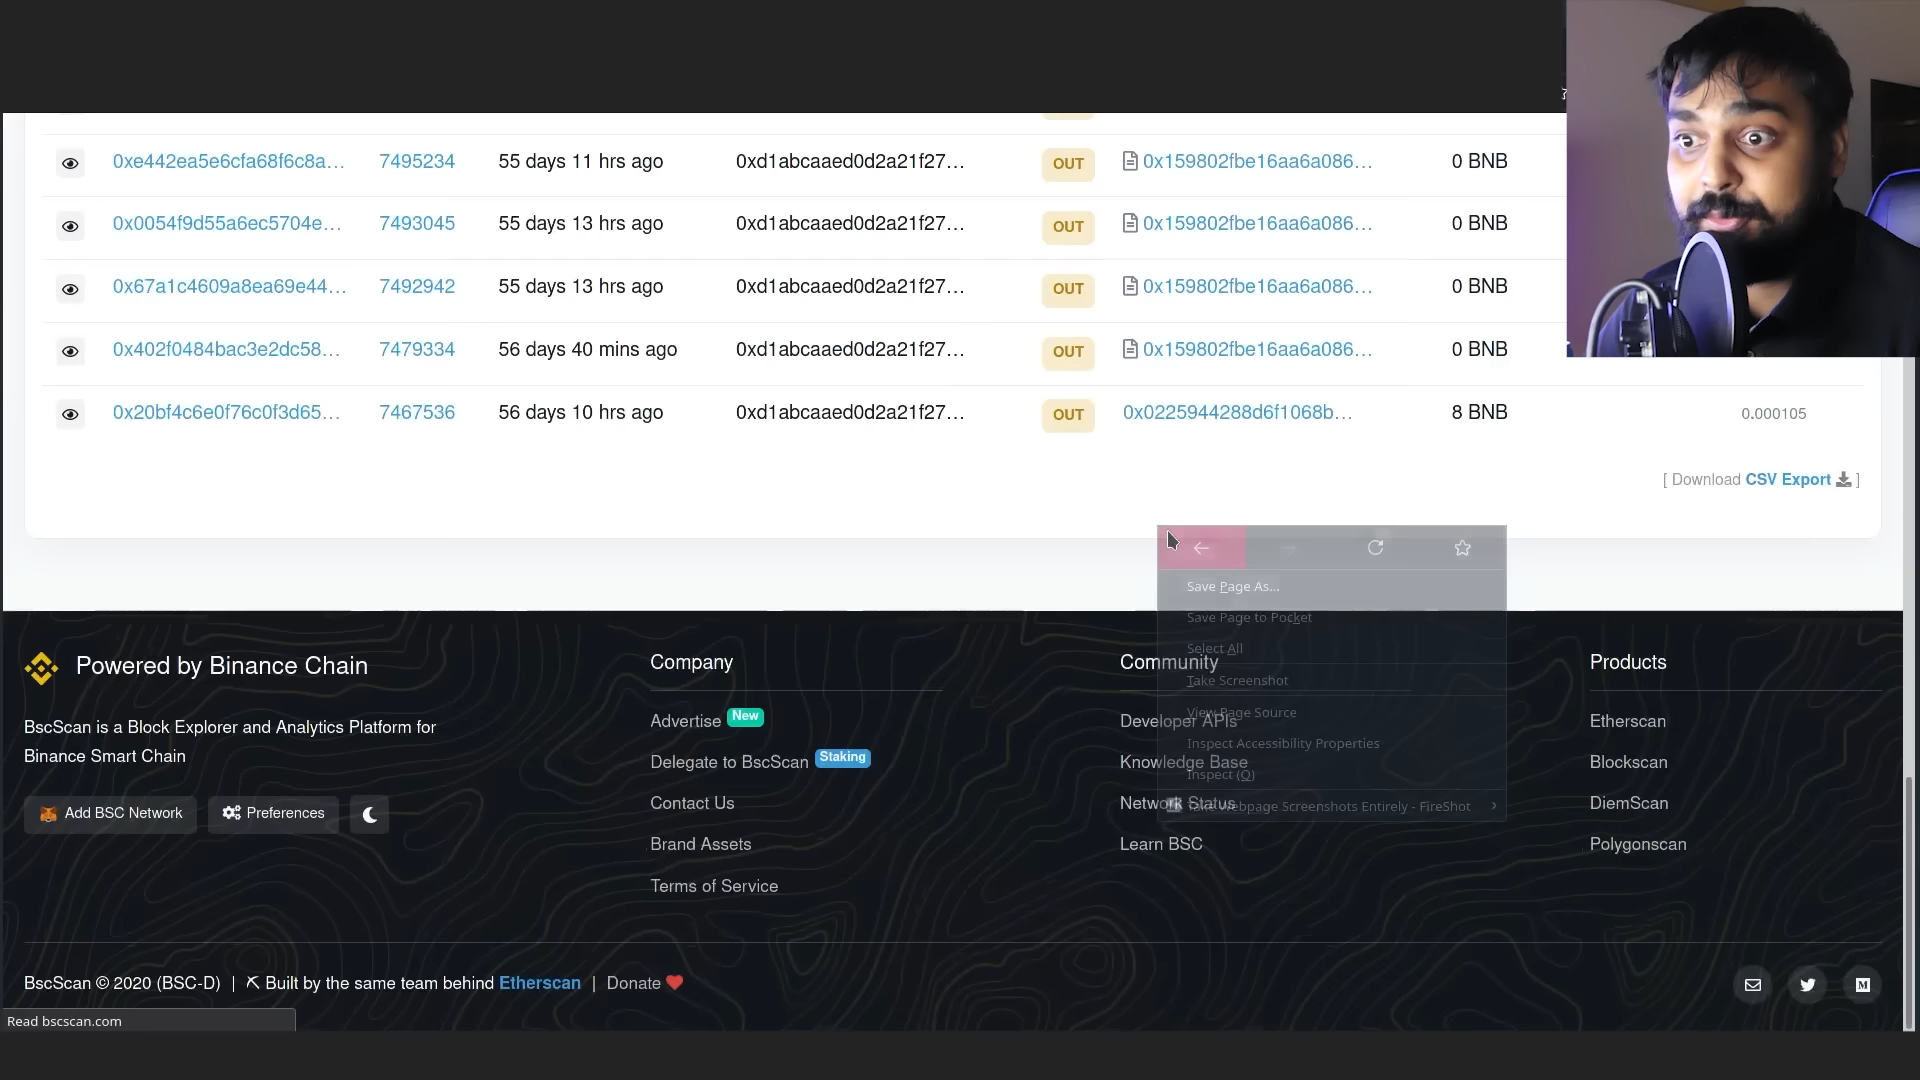 0xe442ea5e6cfa68f6c8a... 7495234 55 days 11 hrs ago 0xd1abcaaed0d2a21f27... OUT 0x159802fbe16aa6a086... 0 BNB
0x0054f9d55a6ec5704e... 7493045 55 days 13 hrs ago 0xd1abcaaed0d2a21f27... OUT 0x159802fbe16aa6a086... 0 BNB
0x67a1c4609a8ea69e44... 7492942 55 days 13 hrs ago 0xd1abcaaed0d2a21f27... OUT 0x159802fbe16aa6a086... 0 BNB
0x402f0484bac3e2dc58... 7479334 56 days 40 mins ago 0xd1abcaaed0d2a21f27... OUT 0x159802fbe16aa6a086... 0 BNB
0x20bf4c6e0f76c0f3d65... 7467536 56 days 10 hrs ago 0xd1abcaaed0d2a21f27... OUT 0x0225944288d6f1068b... 8 BNB 0.000105
[ Download CSV Export ]
Save Page As...
Save Page to Pocket
Select All
Take Screenshot
View Page Source
Inspect Accessibility Properties
Inspect (Q)
Webpage Screenshots Entirely - FireShot
Powered by Binance Chain
BscScan is a Block Explorer and Analytics Platform for
Binance Smart Chain
Add BSC Network Preferences
Company
Advertise New
Delegate to BscScan Staking
Contact Us
Brand Assets
Terms of Service
Community
Developer APIs
Knowledge Base
Network Status
Learn BSC
Products
Etherscan
Blockscan
DiemScan
Polygonscan
BscScan © 2020 (BSC-D) | Built by the same team behind Etherscan | Donate
Read bscscan.com